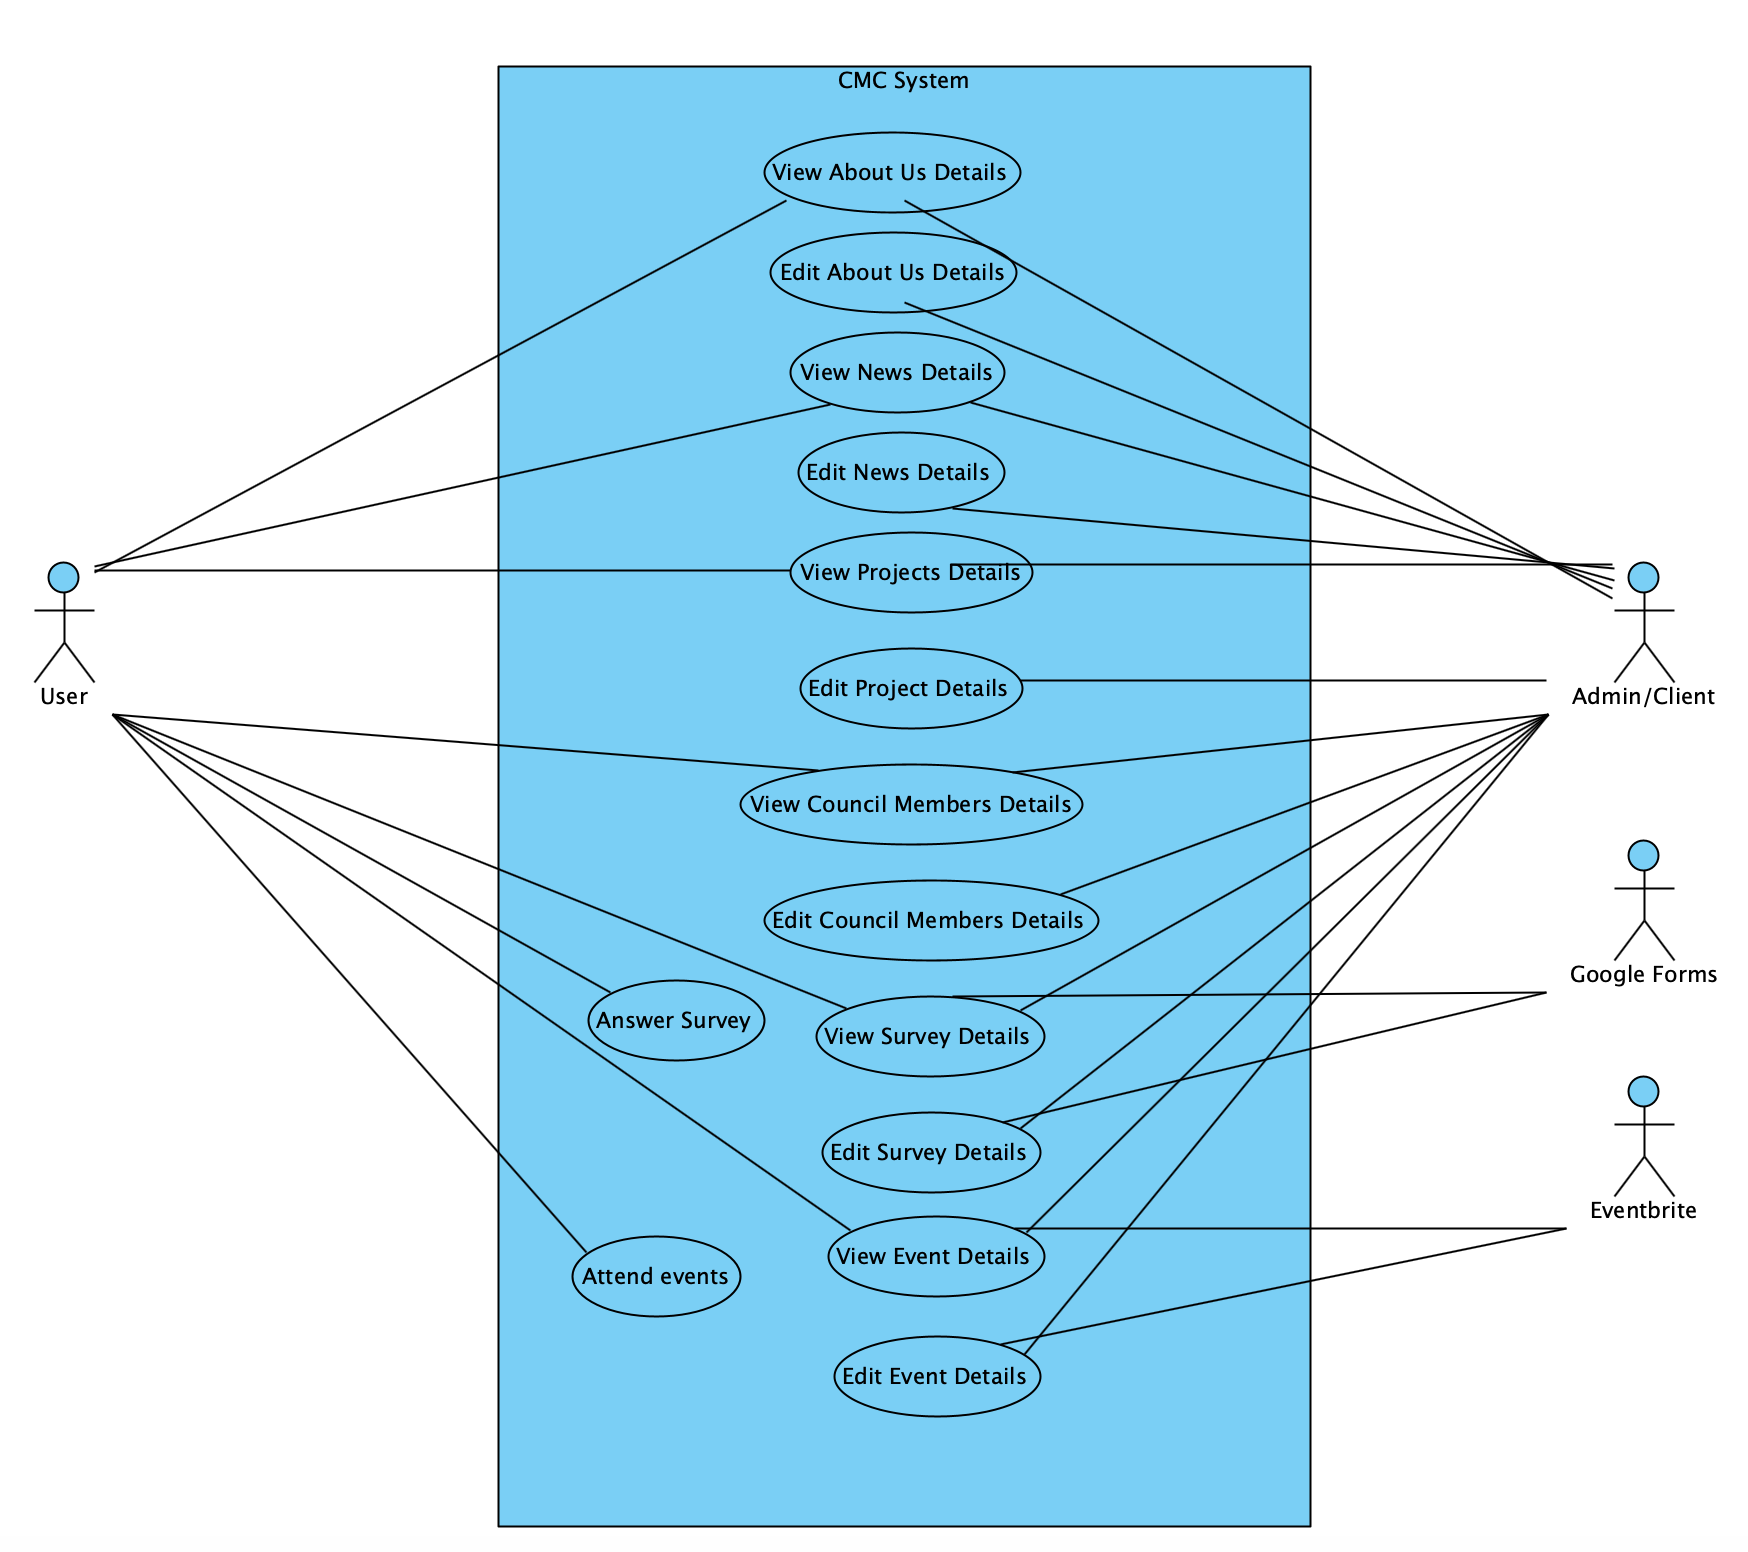 CMC System
View About Us Details
Edit About Us Details
View News Details
Edit News Details
View Projects Details
User
Edit Project Details
Admin/Client
View Council Members Details
Edit Council Members Details
Google Forms
Answer Survey
View Survey Details
Edit Survey Details
Eventbrite
View Event Details
Attend events
Edit Event Details